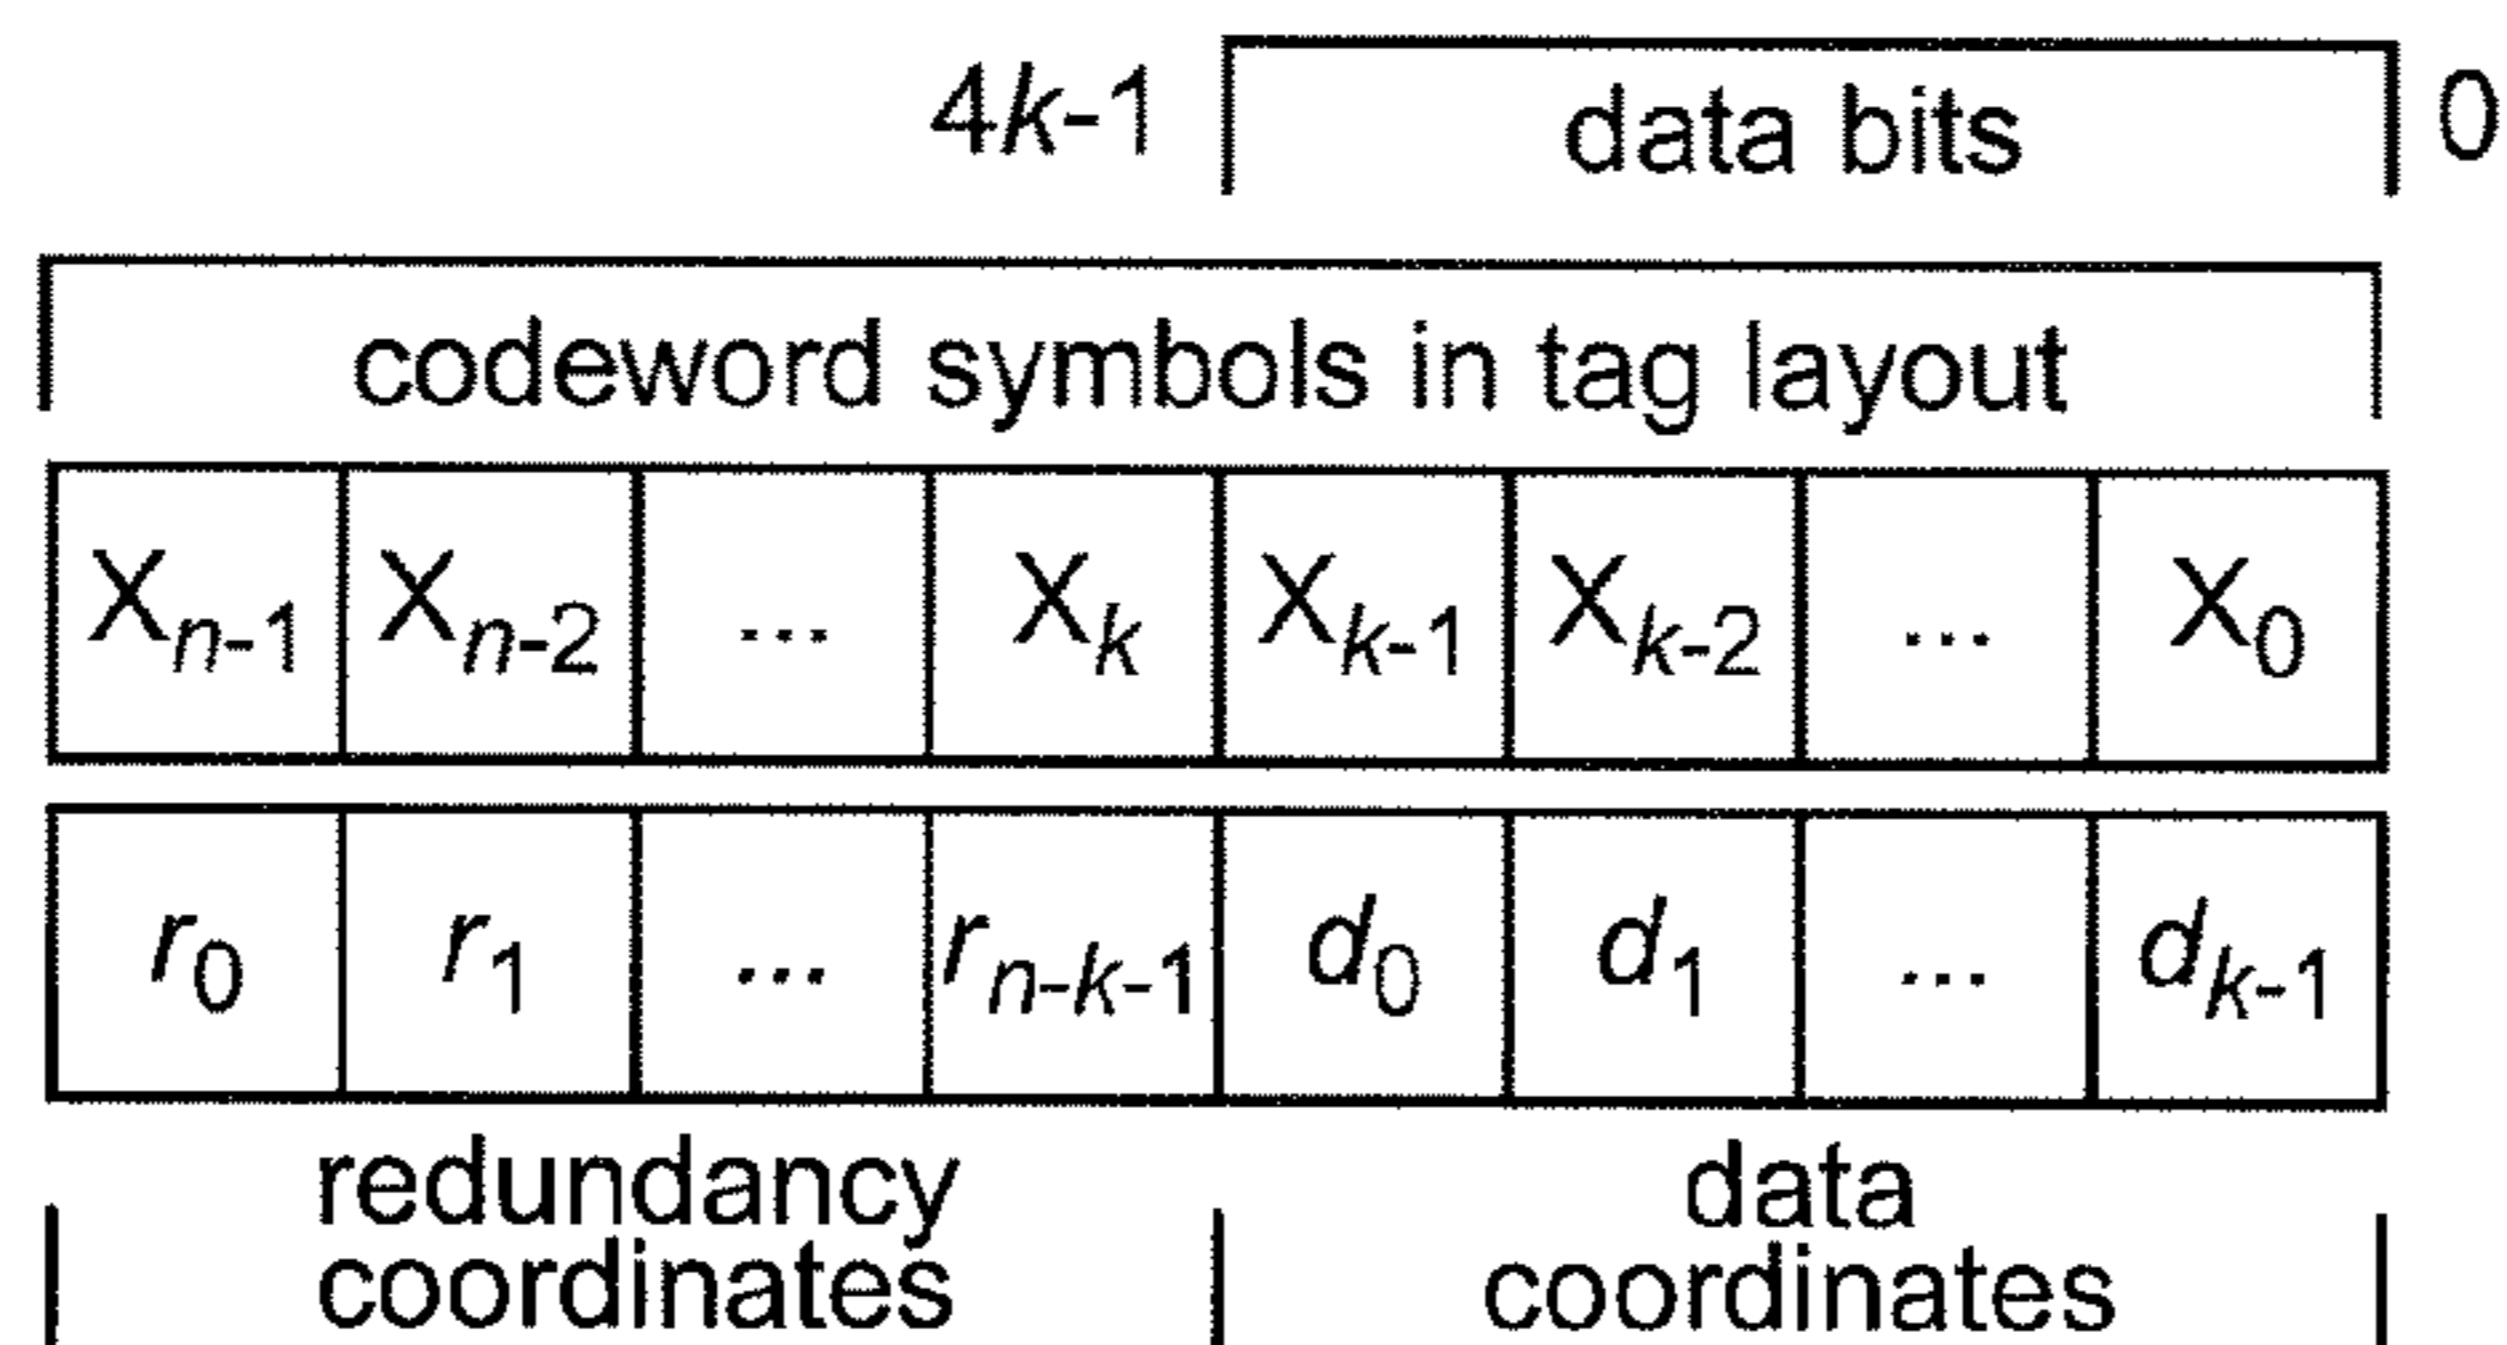 4k-1 data bits 0
codeword symbols in tag layout
Xn-1 Xn-2 ... Xk Xk-1 Xk-2 ... X0
r0 r1 ... rn-k-1 d0 d1 ... dk-1
redundancy data
coordinates coordinates